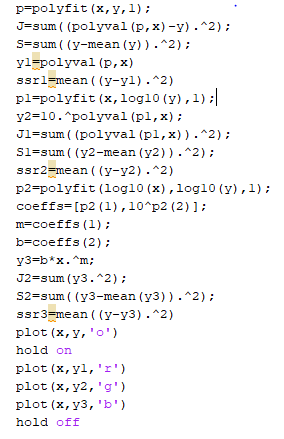 p=polyfit(x,y,1);
J=sum((polyval(p,x)-y).^2);
S=sum((y-mean(y)).^2);
y1=polyval(p,x)
ssr1=mean((y-y1).^2)
p1=polyfit(x,log10(y),1);
y2=10.^polyval(p1,x);
J1=sum((polyval(p1,x)).^2);
S1=sum((y2-mean(y2)).^2);
ssr2=mean((y-y2).^2)
p2=polyfit(log10(x),log10(y),1);
coeffs=[p2(1),10^p2(2)];
m=coeffs(1);
b=coeffs(2);
y3=b*x.^m;
J2=sum(y3.^2);
S2=sum((y3-mean(y3)).^2);
ssr3=mean((y-y3).^2)
plot(x,y,'o')
hold on
plot(x,y1,'r')
plot(x,y2,'g')
plot(x,y3,'b')
hold off